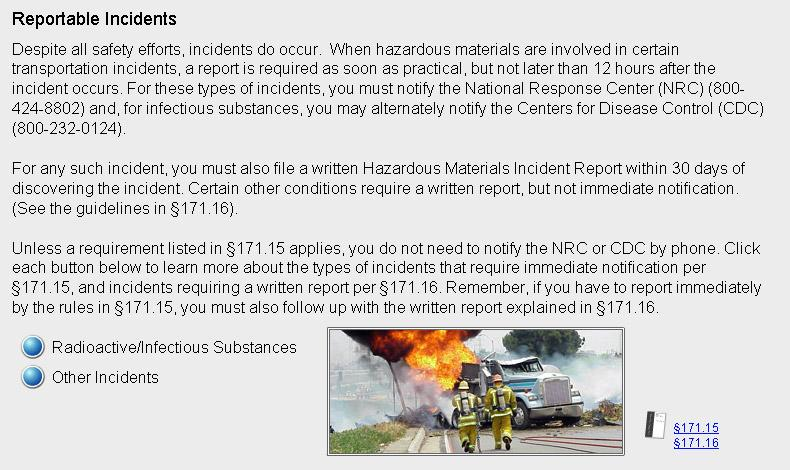 Reportable Incidents
Despite all safety efforts, incidents do occur.  When hazardous materials are involved in certain
transportation incidents, a report is required as soon as practical, but not later than 12 hours after the
incident occurs. For these types of incidents, you must notify the National Response Center (NRC) (800-
424-8802) and, for infectious substances, you may alternately notify the Centers for Disease Control (CDC)
(800-232-0124).
For any such incident, you must also file a written Hazardous Materials Incident Report within 30 days of
discovering the incident. Certain other conditions require a written report, but not immediate notification.
(See the guidelines in §171.16).
Unless a requirement listed in §171.15 applies, you do not need to notify the NRC or CDC by phone. Click
each button below to learn more about the types of incidents that require immediate notification per
§171.15, and incidents requiring a written report per §171.16. Remember, if you have to report immediately
by the rules in §171.15, you must also follow up with the written report explained in §171.16.
Radioactive/Infectious Substances
Other Incidents
§171.15
§171.16